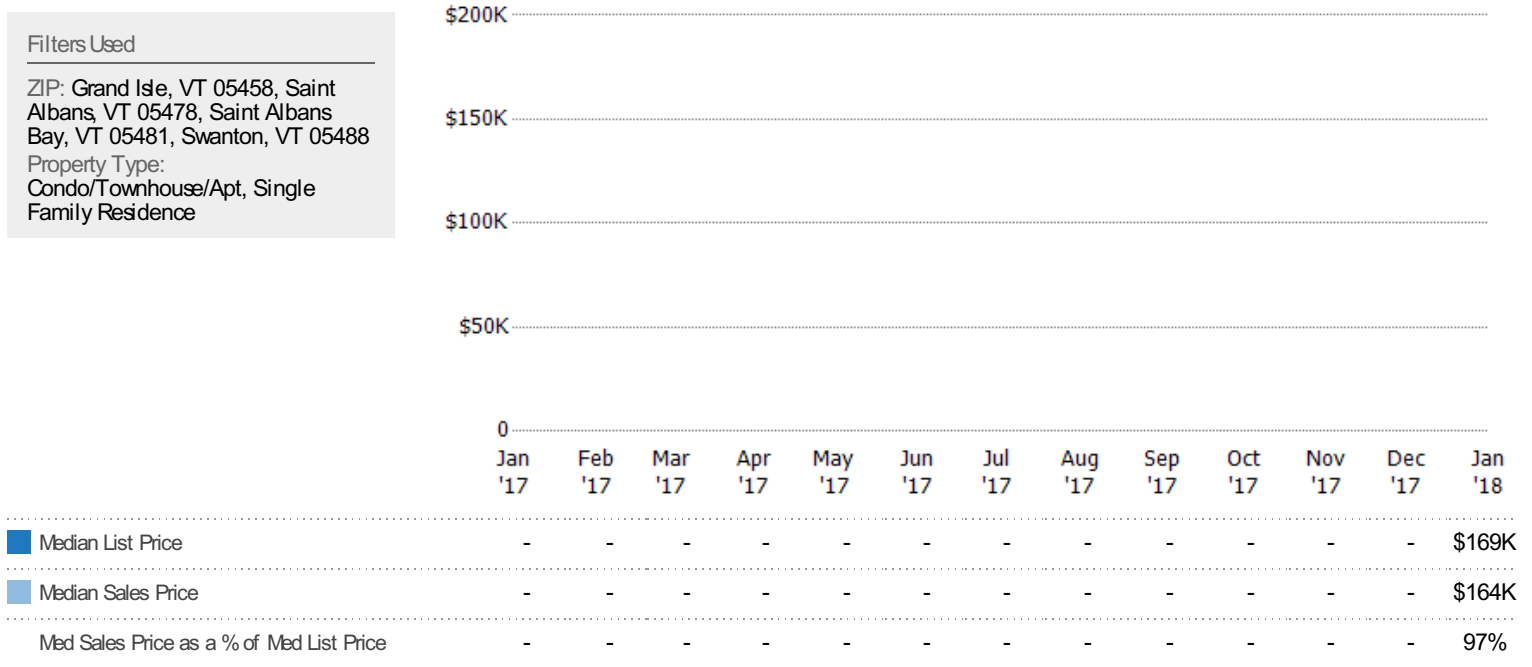 Filters Used
ZIP: Grand Isle, VT 05458, Saint
Albans, VT 05478, Saint Albans
Bay, VT 05481, Swanton, VT 05488
Property Type:
Condo/Townhouse/Apt, Single
Family Residence
$200K
$150K
$100K
$50K
0
Jan Feb Mar Apr May Jun Jul Aug Sep Oct Nov Dec Jan
'17 '17 '17 '17 '17 '17 '17 '17 '17 '17 '17 '17 '18
Median List Price - - - - - - - - - - - - $169K
Median Sales Price - - - - - - - - - - - - $164K
Med Sales Price as a % of Med List Price - - - - - - - - - - - - 97%